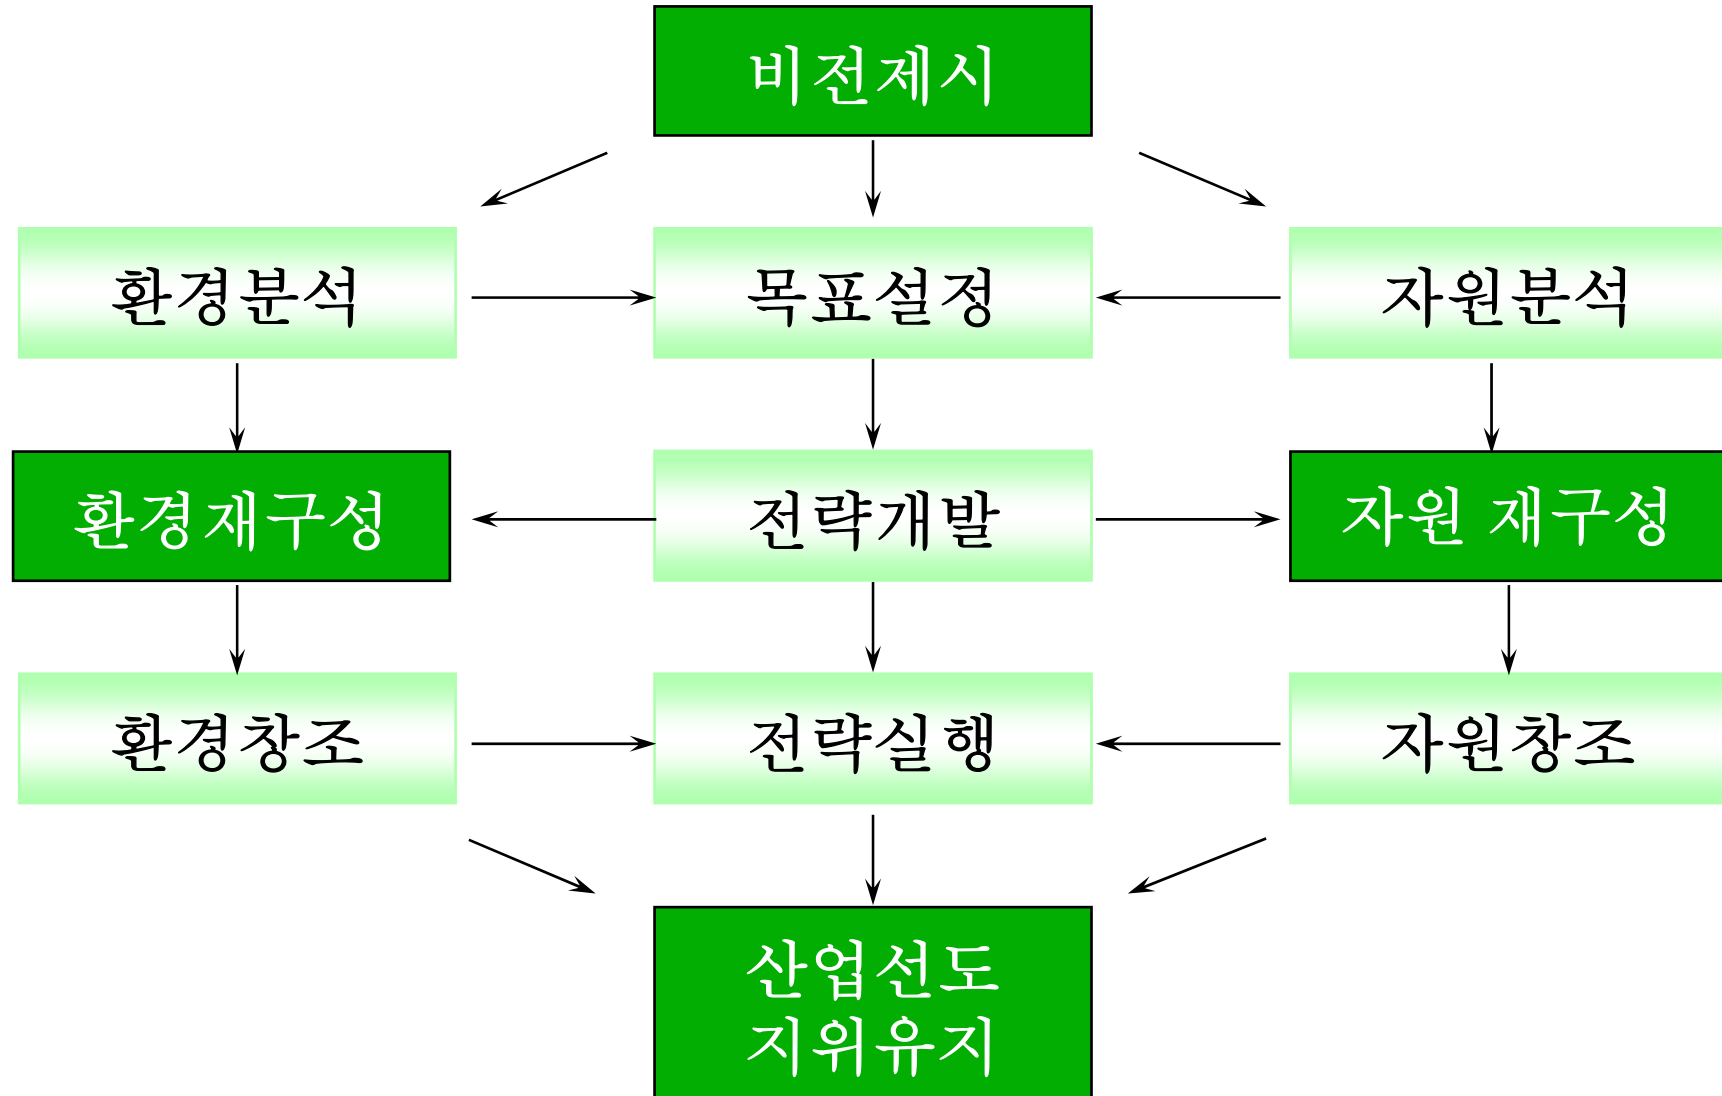 비전제시
환경분석
목표설정
자원분석
환경재구성
전략개발
자원 재구성
환경창조
전략실행
자원창조
산업선도
지위유지